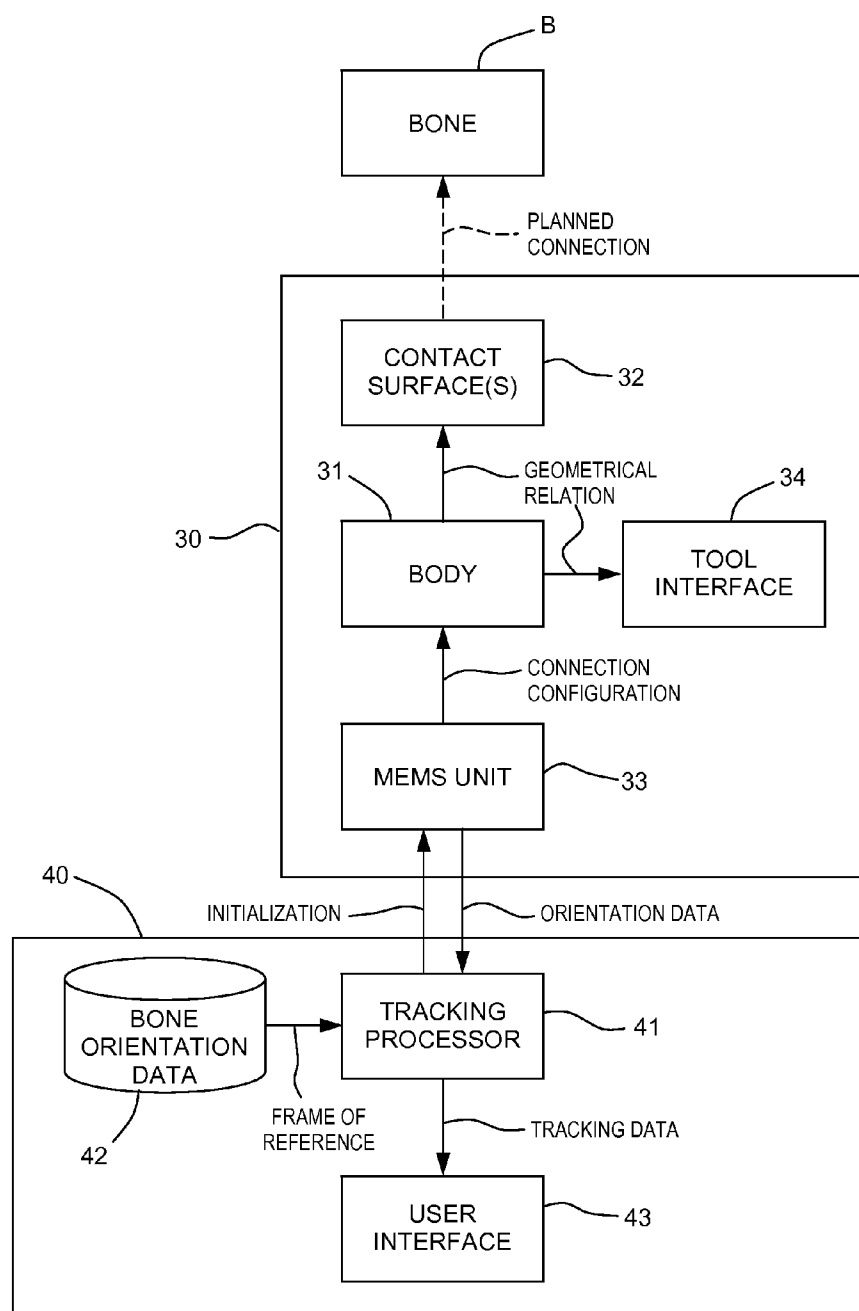 B
BONE
PLANNED
CONNECTION
CONTACT
SURFACE(S)
32
31
GEOMETRICAL
RELATION
34
30
BODY
TOOL
INTERFACE
CONNECTION
CONFIGURATION
MEMS UNIT
33
40
INITIALIZATION
ORIENTATION DATA
BONE
ORIENTATION
DATA
TRACKING
PROCESSOR
41
42
FRAME OF
REFERENCE
TRACKING DATA
USER
INTERFACE
43